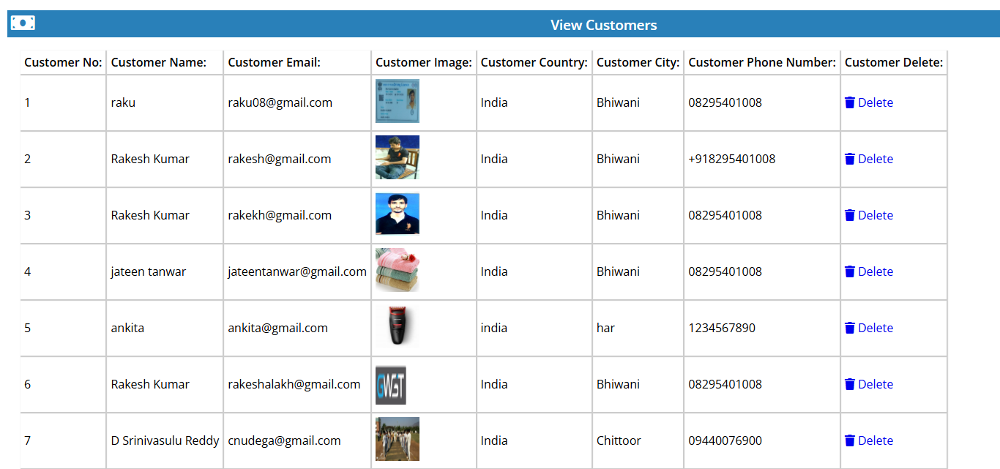 View Customers
Customer No: Customer Name: Customer Email: Customer Image: Customer Country: Customer City: Customer Phone Number: Customer Delete:
1 raku raku08@gmail.com India Bhiwani 08295401008 Delete
2 Rakesh Kumar rakesh@gmail.com India Bhiwani +918295401008 Delete
3 Rakesh Kumar rakekh@gmail.com India Bhiwani 08295401008 Delete
4 jateen tanwar jateentanwar@gmail.com India Bhiwani 08295401008 Delete
5 ankita ankita@gmail.com india har 1234567890 Delete
6 Rakesh Kumar rakeshalakh@gmail.com GWST India Bhiwani 08295401008 Delete
7 D Srinivasulu Reddy cnudega@gmail.com India Chittoor 09440076900 Delete